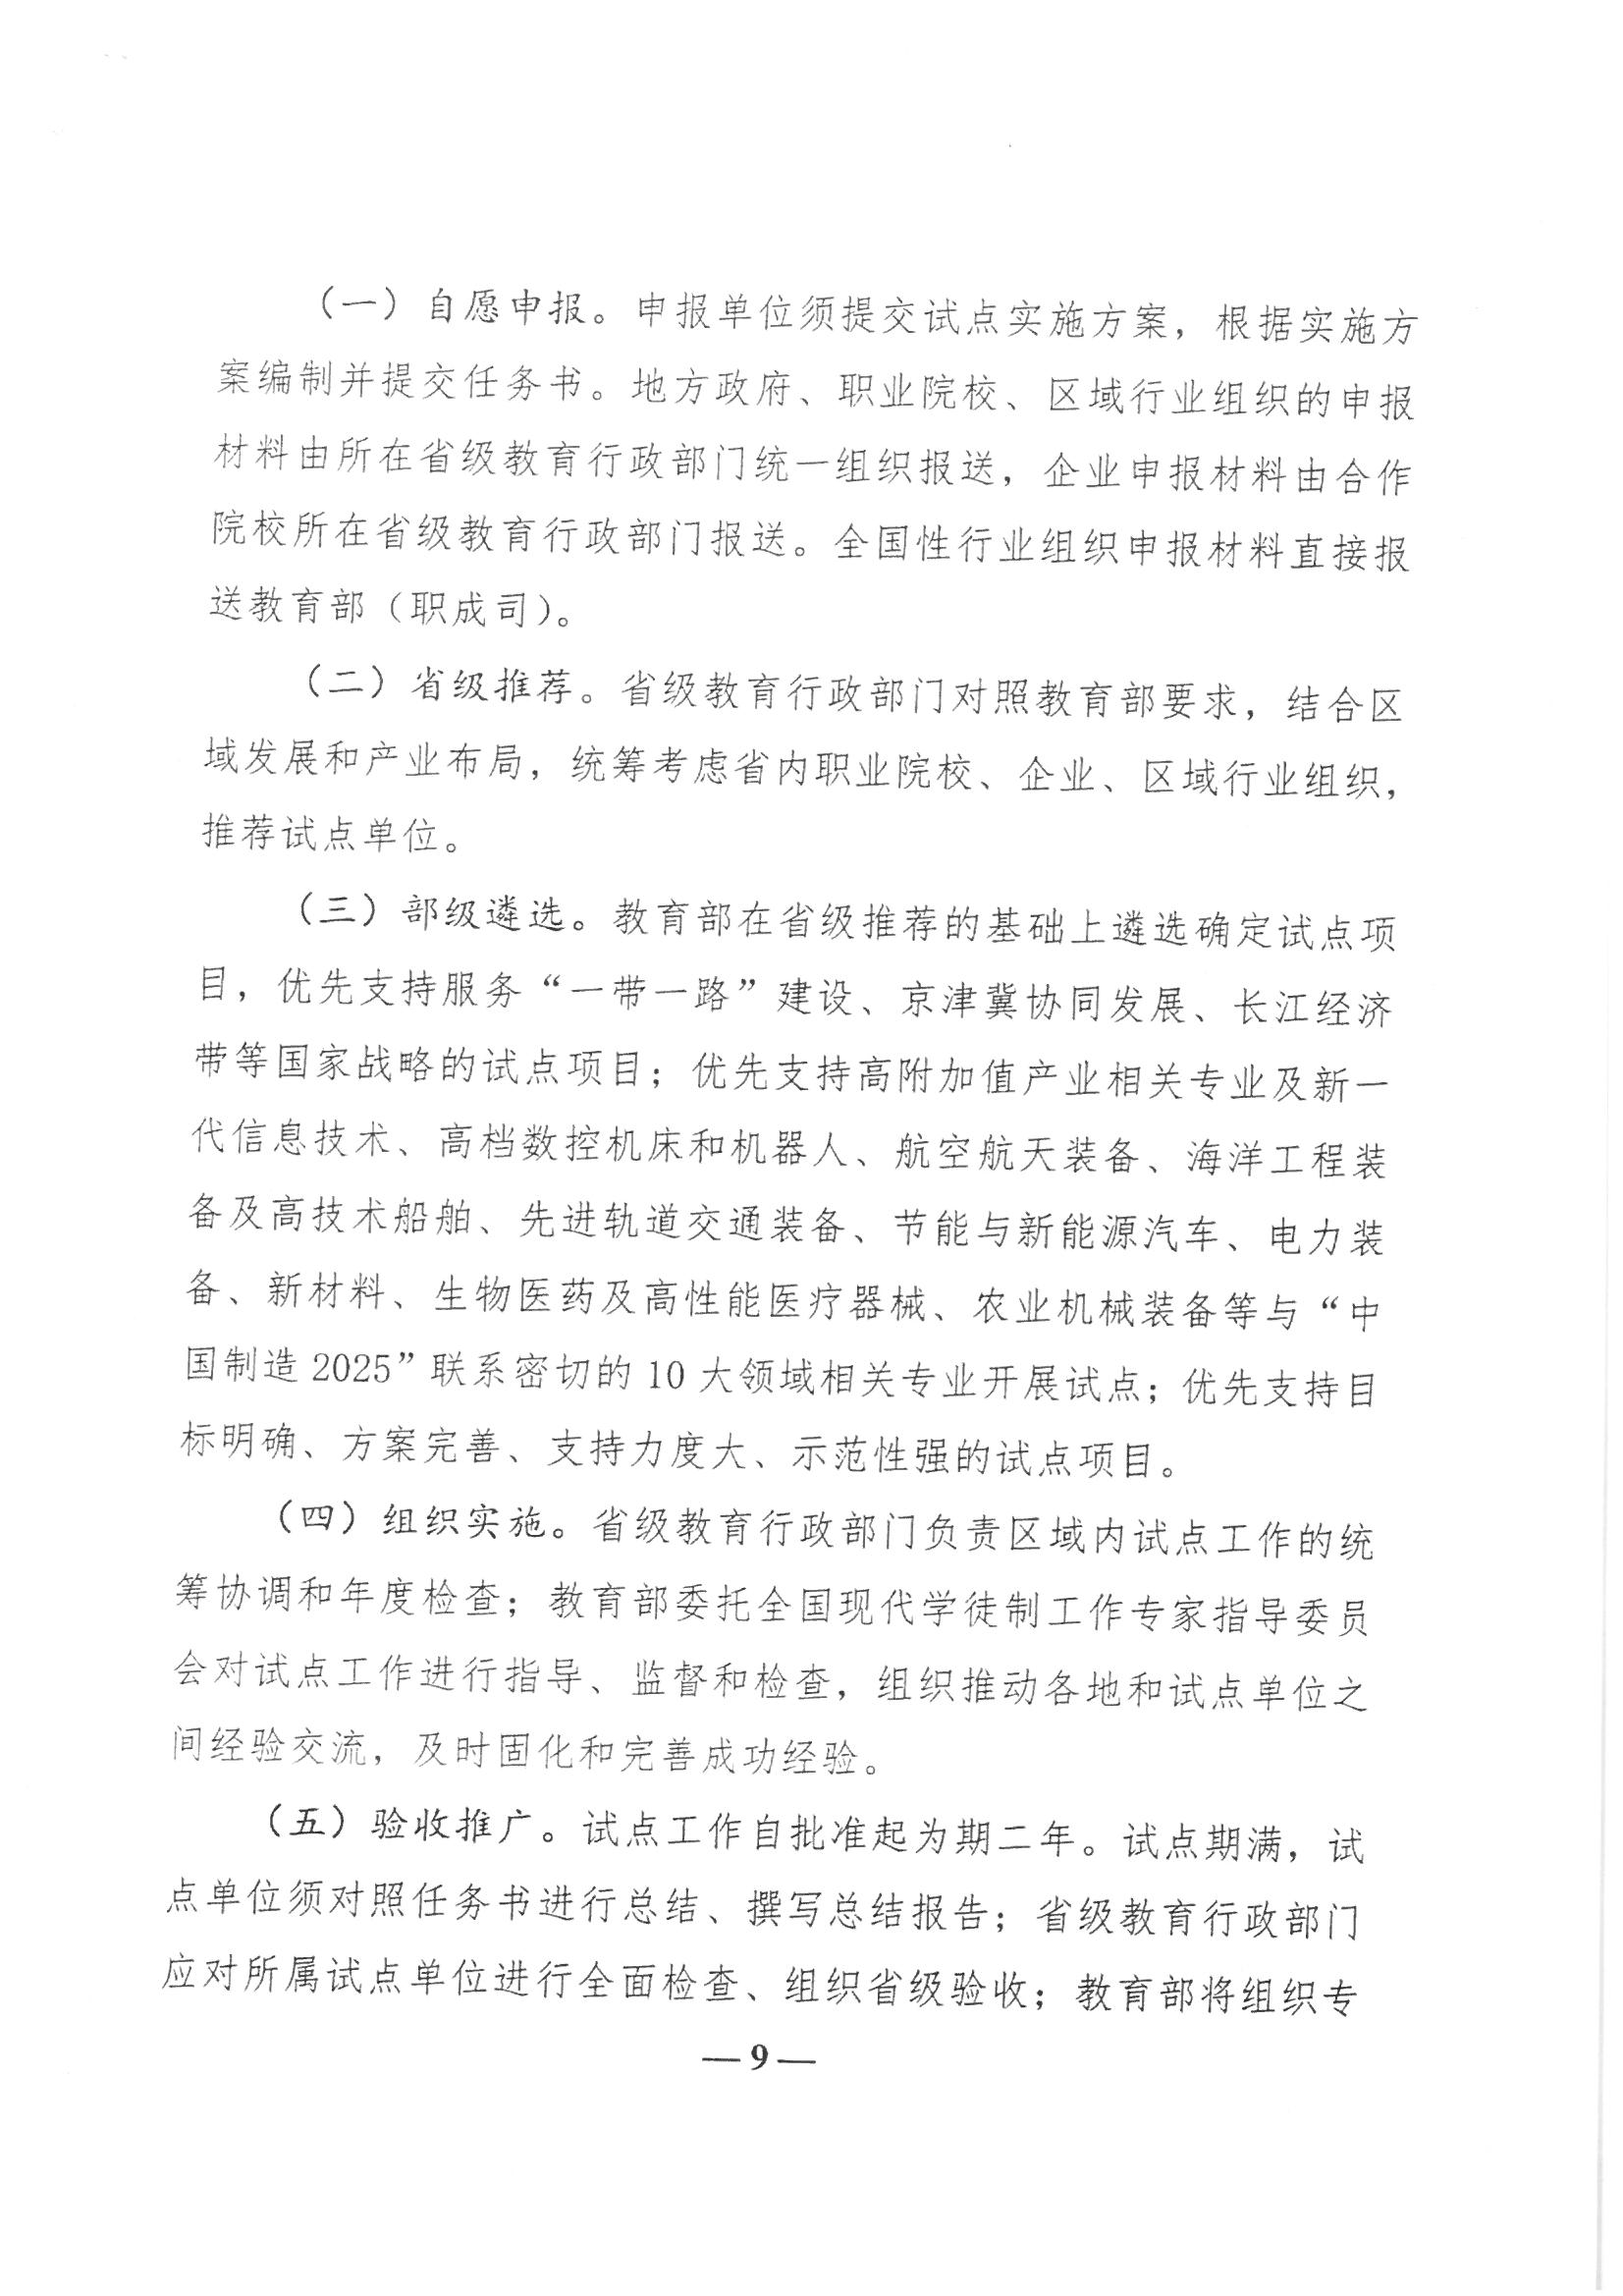 （一）自愿申报。申报单位须提交试点实施方案，根据实施方
案编制并提交任务书。地方政府、职业院校、区域行业组织的申报
材料由所在省级教育行政部门统一组织报送，企业申报材料由合作
院校所在省级教育行政部门报送。全国性行业组织申报材料直接报
送教育部（职成司）。
（二）省级推荐。省级教育行政部门对照教育部要求，结合区
域发展和产业布局，统筹考虑省内职业院校、企业、区域行业组织，
推荐试点单位。
（三）部级遴选。教育部在省级推荐的基础上遴选确定试点项
目，优先支持服务“一带一路”建设、京津冀协同发展、长江经济
带等国家战略的试点项目；优先支持高附加值产业相关专业及新一
代信息技术、高档数控机床和机器人、航空航天装备、海洋工程装
备及高技术船舶、先进轨道交通装备、节能与新能源汽车、电力装
备、新材料、生物医药及高性能医疗器械、农业机械装备等与“中
国制造 2025”联系密切的 10 大领域相关专业开展试点；优先支持目
标明确、方案完善、支持力度大、示范性强的试点项目。
（四）组织实施。省级教育行政部门负责区域内试点工作的统
筹协调和年度检查；教育部委托全国现代学徒制工作专家指导委员
会对试点工作进行指导、监督和检查，组织推动各地和试点单位之
间经验交流，及时固化和完善成功经验。
（五）验收推广。试点工作自批准起为期二年。试点期满，试
点单位须对照任务书进行总结、撰写总结报告；省级教育行政部门
应对所属试点单位进行全面检查、组织省级验收；教育部将组织专
— 9 —